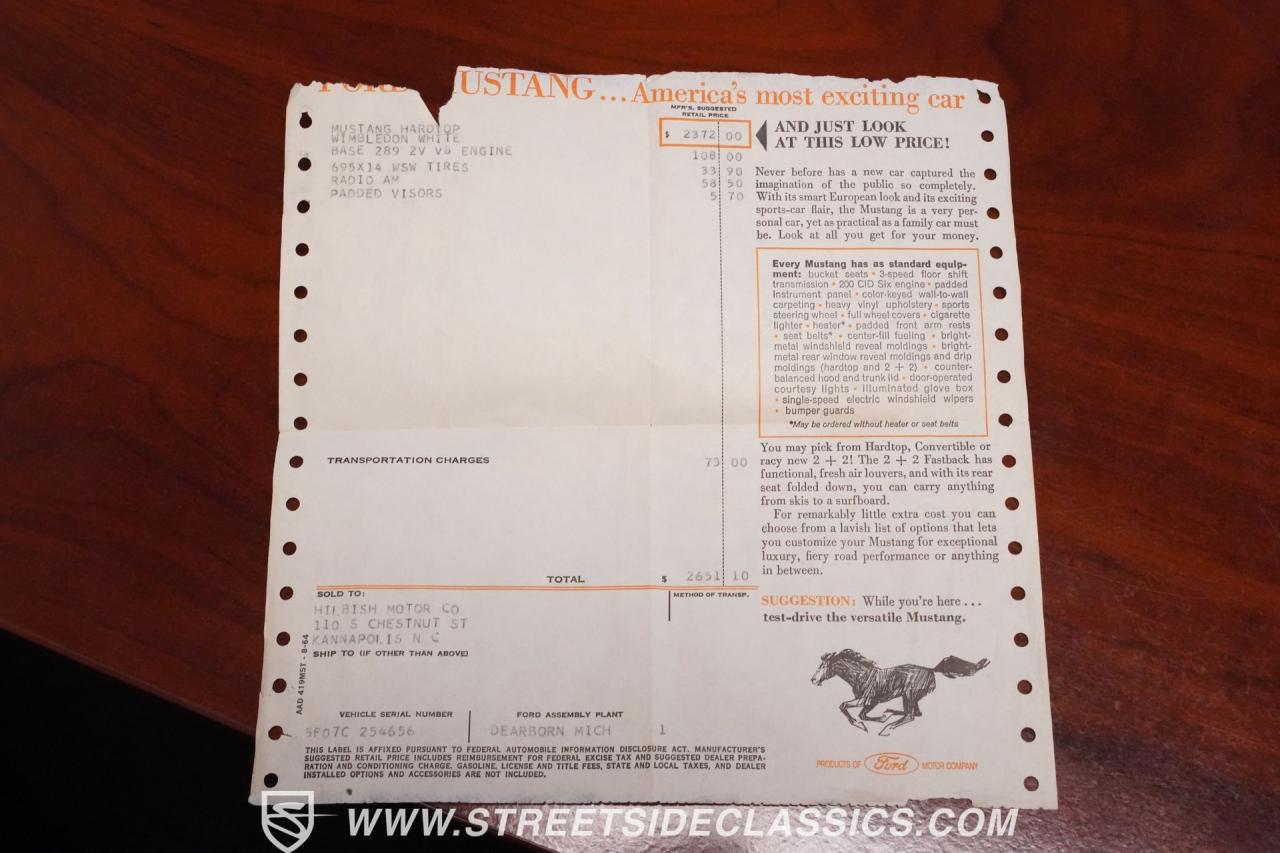 MUSTANG... America's most exciting car
MUSTANG HARDTOP
WIMBLEDON WHITE
BASE 289 2V V8 ENGINE
695X14 WSW TIRES
RADIO AM
PADDED VISORS
MFR'S. SUGGESTED
RETAIL PRICE
$ 2372 00
108 00
33 90
58 50
5 70
AND JUST LOOK
AT THIS LOW PRICE!
Never before has a new car captured the
imagination of the public so completely.
With its smart European look and its exciting
sports-car flair, the Mustang is a very per-
sonal car, yet as practical as a family car must
be. Look at all you get for your money.
Every Mustang has as standard equip-
ment: bucket seats • 3-speed floor shift
transmission • 200 CID Six engine • padded
instrument panel • color-keyed wall-to-wall
carpeting • heavy vinyl upholstery • sports
steering wheel • full wheel covers • cigarette
lighter • heater* • padded front arm rests
• seat belts* • center-fill fueling • bright-
metal windshield reveal moldings • bright-
metal rear window reveal moldings and drip
moldings (hardtop and 2 + 2) • counter-
balanced hood and trunk lid • door-operated
courtesy lights • illuminated glove box
• single-speed electric windshield wipers
• bumper guards
*May be ordered without heater or seat belts
TRANSPORTATION CHARGES 73 00
You may pick from Hardtop, Convertible or
racy new 2 + 2! The 2 + 2 Fastback has
functional, fresh air louvers, and with its rear
seat folded down, you can carry anything
from skis to a surfboard.
For remarkably little extra cost you can
choose from a lavish list of options that lets
you customize your Mustang for exceptional
luxury, fiery road performance or anything
in between.
TOTAL $ 2651 10
SOLD TO:
METHOD OF TRANSP.
HILBISH MOTOR CO
110 S CHESTNUT ST
KANNAPOLIS N C
SHIP TO (IF OTHER THAN ABOVE)
AAD 419MST - 8-64
SUGGESTION: While you're here...
test-drive the versatile Mustang.
VEHICLE SERIAL NUMBER
FORD ASSEMBLY PLANT
5F07C 254656
DEARBORN MICH 1
THIS LABEL IS AFFIXED PURSUANT TO FEDERAL AUTOMOBILE INFORMATION DISCLOSURE ACT. MANUFACTURER'S
SUGGESTED RETAIL PRICE INCLUDES REIMBURSEMENT FOR FEDERAL EXCISE TAX AND SUGGESTED DEALER PREPA-
RATION AND CONDITIONING CHARGE. GASOLINE, LICENSE AND TITLE FEES, STATE AND LOCAL TAXES, AND DEALER
INSTALLED OPTIONS AND ACCESSORIES ARE NOT INCLUDED.
PRODUCTS OF Ford MOTOR COMPANY
WWW.STREETSIDECLASSICS.COM